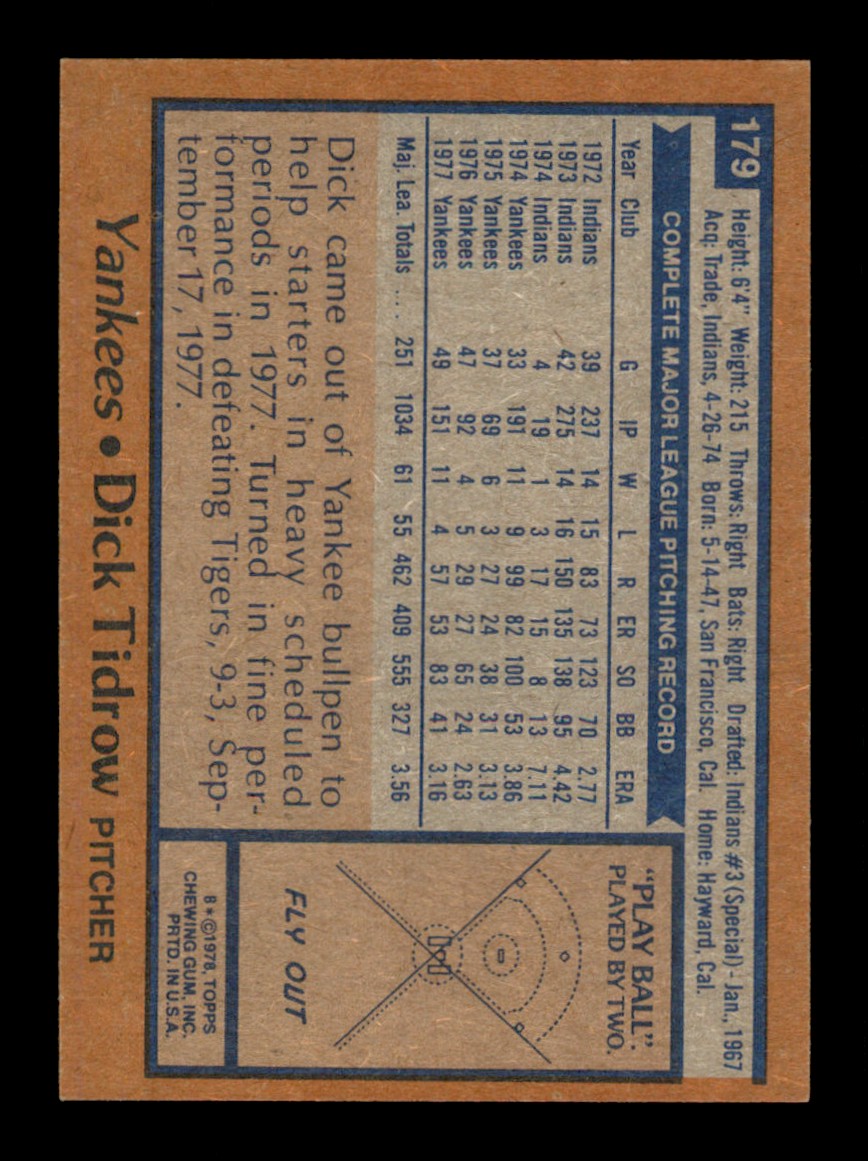 179
Height: 6'4" Weight: 215 Throws: Right Bats: Right Drafted: Indians #3 (Special) - Jan., 1967
Acq: Trade, Indians, 4-26-74 Born: 5-14-47, San Francisco, Cal. Home: Hayward, Cal.
COMPLETE MAJOR LEAGUE PITCHING RECORD
Year Club G IP W L R ER SO BB ERA
1972 Indians 39 237 14 15 83 73 123 70 2.77
1973 Indians 42 275 14 16 150 135 138 95 4.42
1974 Indians 4 19 1 3 17 15 8 13 7.11
1974 Yankees 33 191 11 9 99 82 100 53 3.86
1975 Yankees 37 69 6 3 27 24 38 31 3.13
1976 Yankees 47 92 4 5 29 27 65 24 2.63
1977 Yankees 49 151 11 4 57 53 83 41 3.16
Maj. Lea. Totals .... 251 1034 61 55 462 409 555 327 3.56
Dick came out of Yankee bullpen to
help starters in heavy scheduled
periods in 1977. Turned in fine per-
formance in defeating Tigers, 9-3, Sep-
tember 17, 1977.
"PLAY BALL":
PLAYED BY TWO.
FLY OUT
B*©1978, TOPPS
CHEWING GUM, INC.
PRTD. IN U.S.A.
Yankees • Dick Tidrow PITCHER